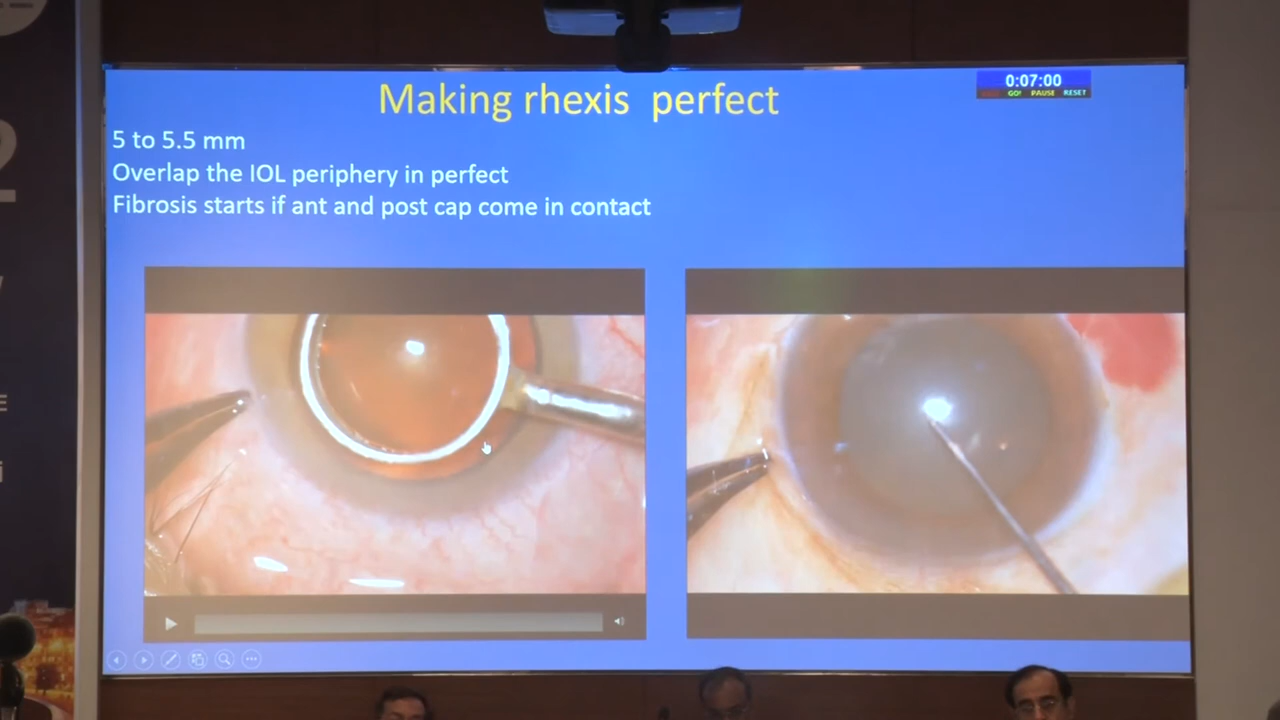 Making rhexis perfect
0:07:00
GO! PAUSE RESET
5 to 5.5 mm
Overlap the IOL periphery in perfect
Fibrosis starts if ant and post cap come in contact